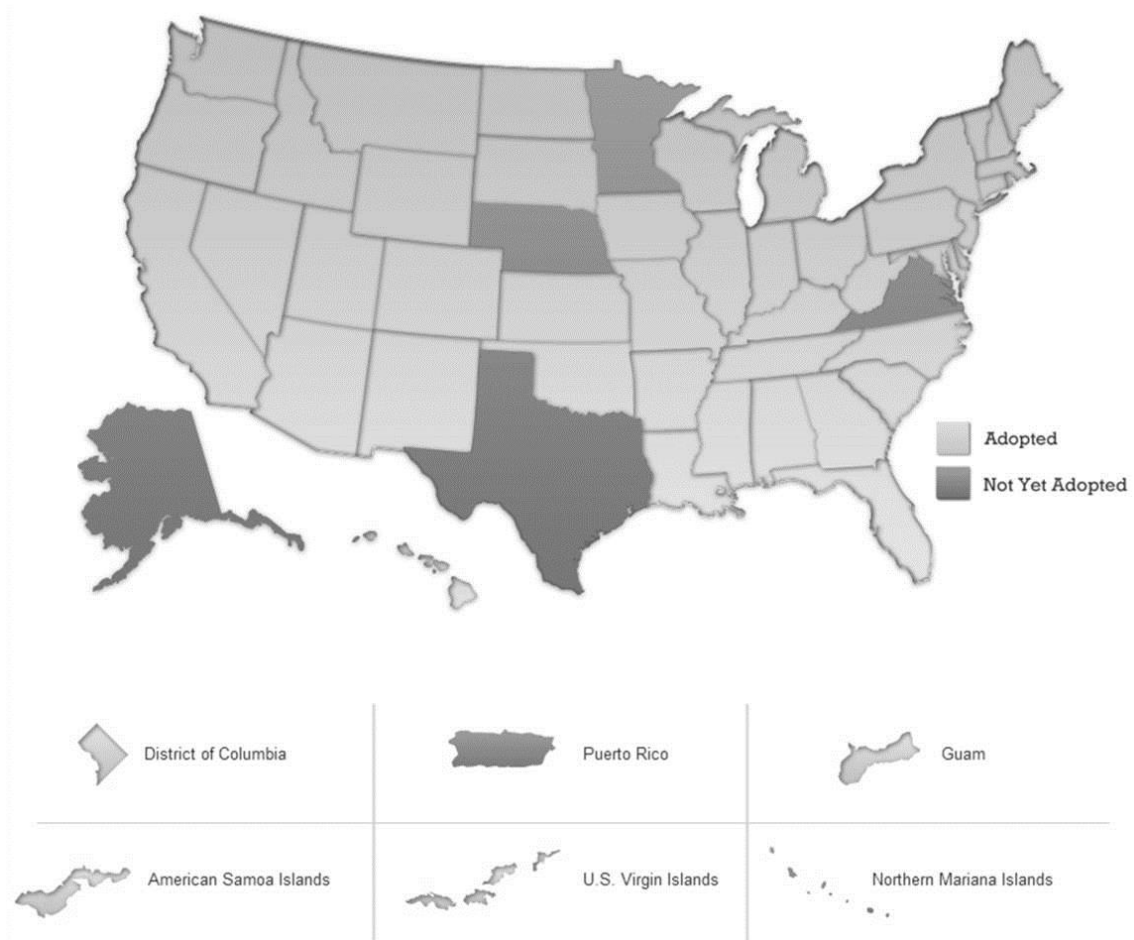 Adopted
Not Yet Adopted
District of Columbia
Puerto Rico
Guam
American Samoa Islands
U.S. Virgin Islands
Northern Mariana Islands